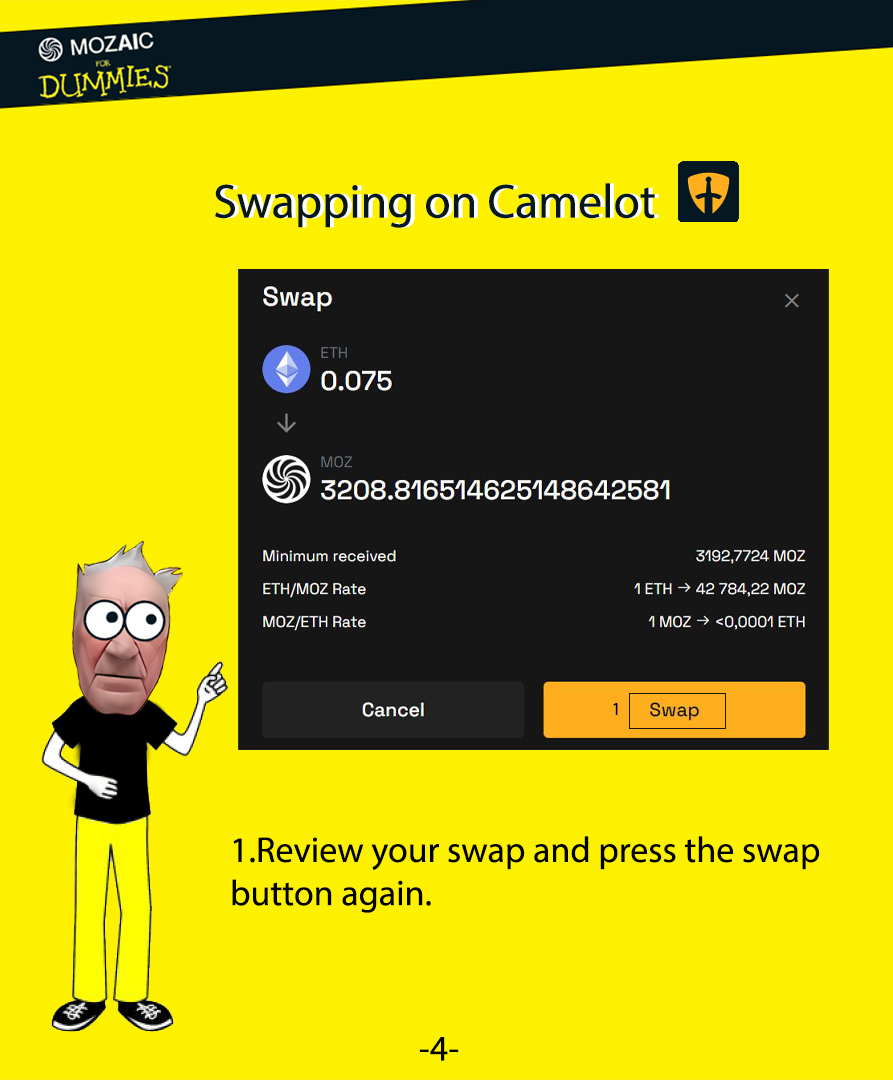 MOZAIC
FOR
DUMMIES
Swapping on Camelot
Swap
ETH
0.075
MOZ
3208.816514625148642581
Minimum received 3192,7724 MOZ
ETH/MOZ Rate 1 ETH → 42 784,22 MOZ
MOZ/ETH Rate 1 MOZ → <0,0001 ETH
Cancel 1 Swap
1.Review your swap and press the swap
button again.
-4-